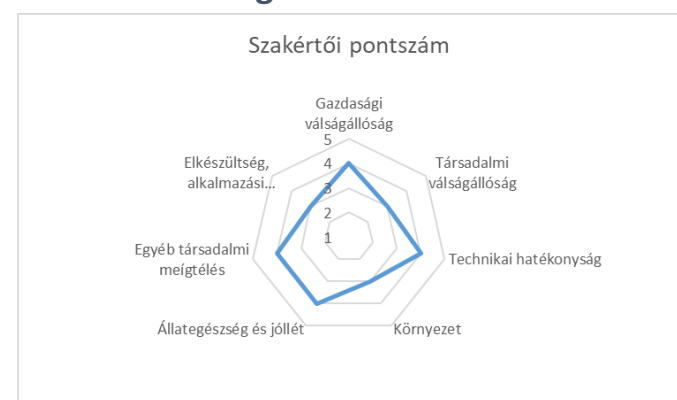 Szakértői pontszám
Gazdasági
válságállóság
5
4
3
2
1
Társadalmi
válságállóság
Technikai hatékonyság
Környezet
Állategészség és jóllét
Egyéb társadalmi
meígtélés
Elkészültség,
alkalmazási...